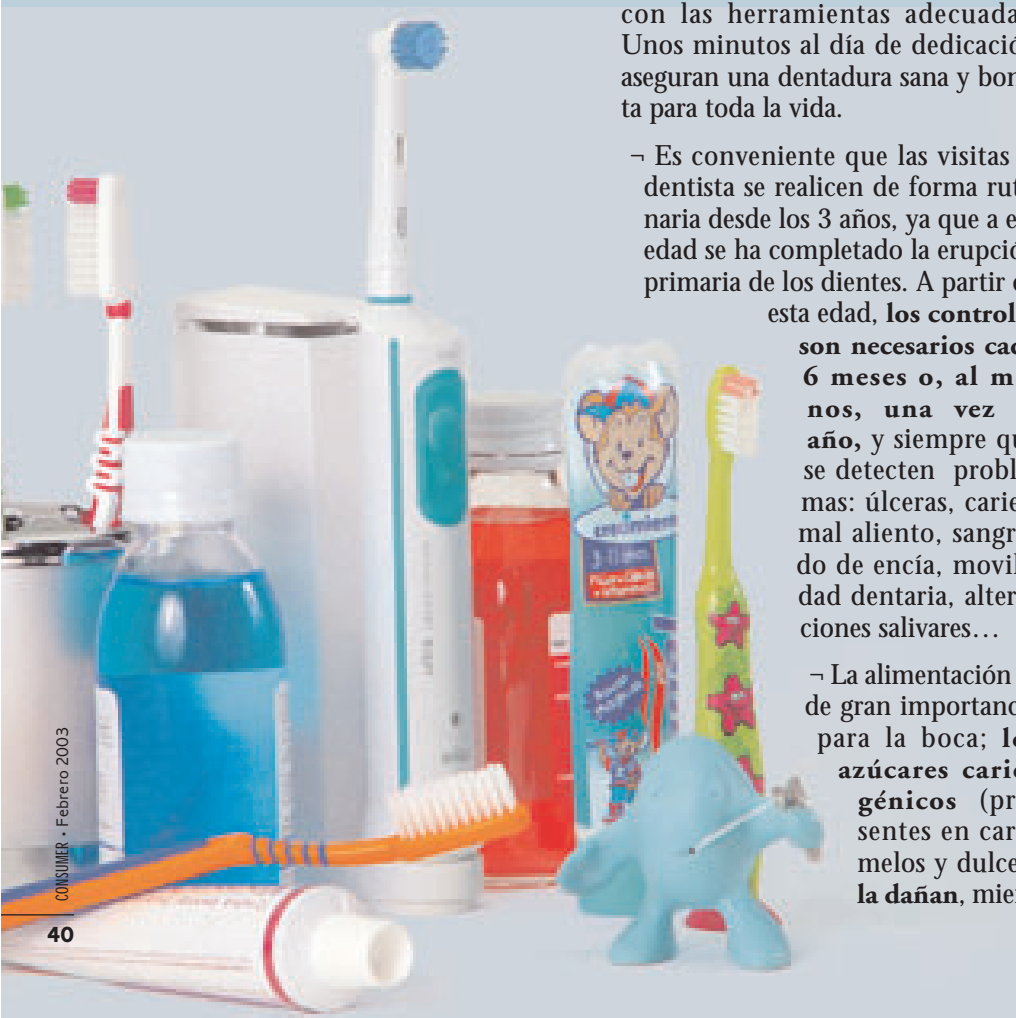 con las herramientas adecuada
Unos minutos al día de dedicació
aseguran una dentadura sana y bon
ta para toda la vida.
¬ Es conveniente que las visitas
dentista se realicen de forma rut
naria desde los 3 años, ya que a e
edad se ha completado la erupció
primaria de los dientes. A partir
esta edad, los control
son necesarios cad
6 meses o, al m
nos, una vez
año, y siempre qu
se detecten probl
mas: úlceras, carie
mal aliento, sangr
do de encía, movil
dad dentaria, alter
ciones salivares…
¬ La alimentación
de gran importanc
para la boca; l
azúcares cario
génicos (pr
sentes en car
melos y dulce
la dañan, mien
crecimiento
CONSUMER • Febrero 2003
40